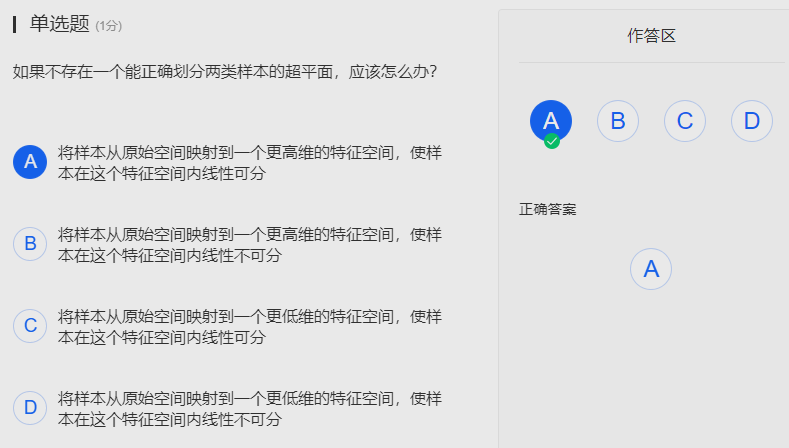 单选题 (1分)
如果不存在一个能正确划分两类样本的超平面，应该怎么办?
A 将样本从原始空间映射到一个更高维的特征空间，使样
本在这个特征空间内线性可分
B 将样本从原始空间映射到一个更高维的特征空间，使样
本在这个特征空间内线性不可分
C 将样本从原始空间映射到一个更低维的特征空间，使样
本在这个特征空间内线性可分
D 将样本从原始空间映射到一个更低维的特征空间，使样
本在这个特征空间内线性不可分
作答区
A B C D
正确答案
A